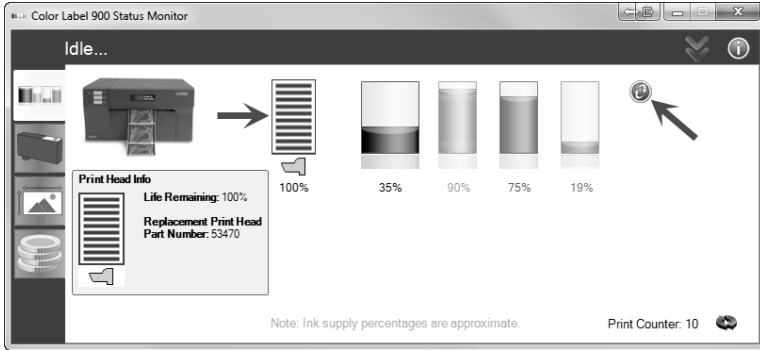 Color Label 900 Status Monitor
Idle...
100%
35%
90%
75%
19%
Print Head Info
Life Remaining: 100%
Replacement Print Head
Part Number: 53470
Note: Ink supply percentages are approximate.
Print Counter: 10